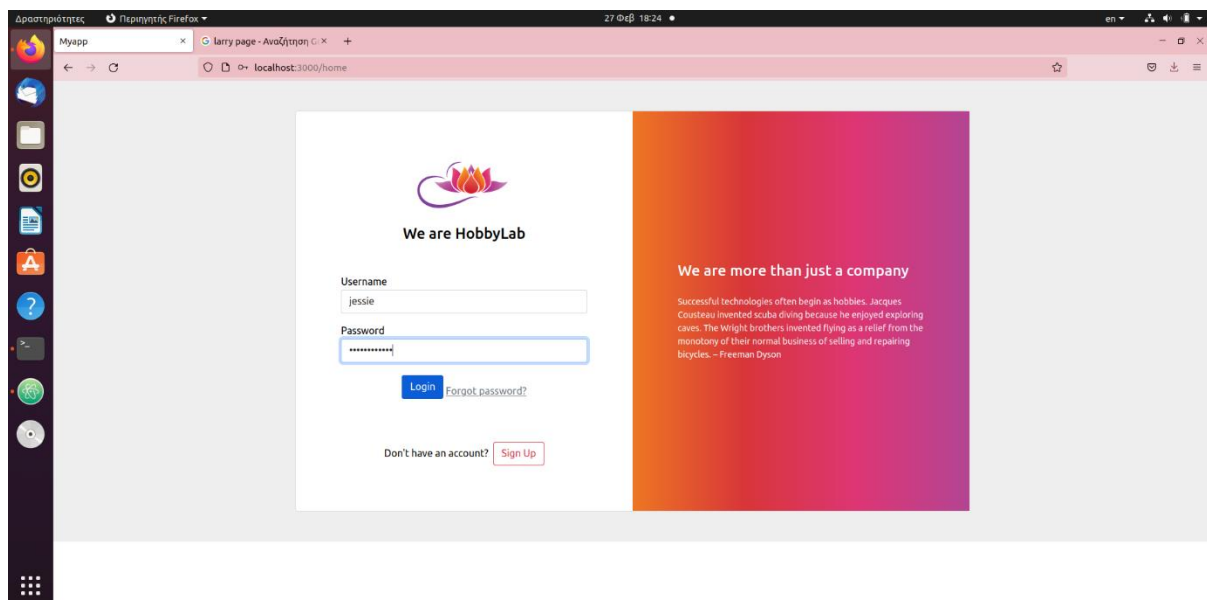 Δραστηριότητες Περιηγητής Firefox 27 Φεβ 18:24 en
Myapp larry page - Αναζήτηση
localhost:3000/home
We are HobbyLab
Username
jessie
Password
••••••••••••
Login Forgot password?
Don't have an account? Sign Up
We are more than just a company
Successful technologies often begin as hobbies. Jacques
Cousteau invented scuba diving because he enjoyed exploring
caves. The Wright brothers invented flying as a relief from the
monotony of their normal business of selling and repairing
bicycles. – Freeman Dyson